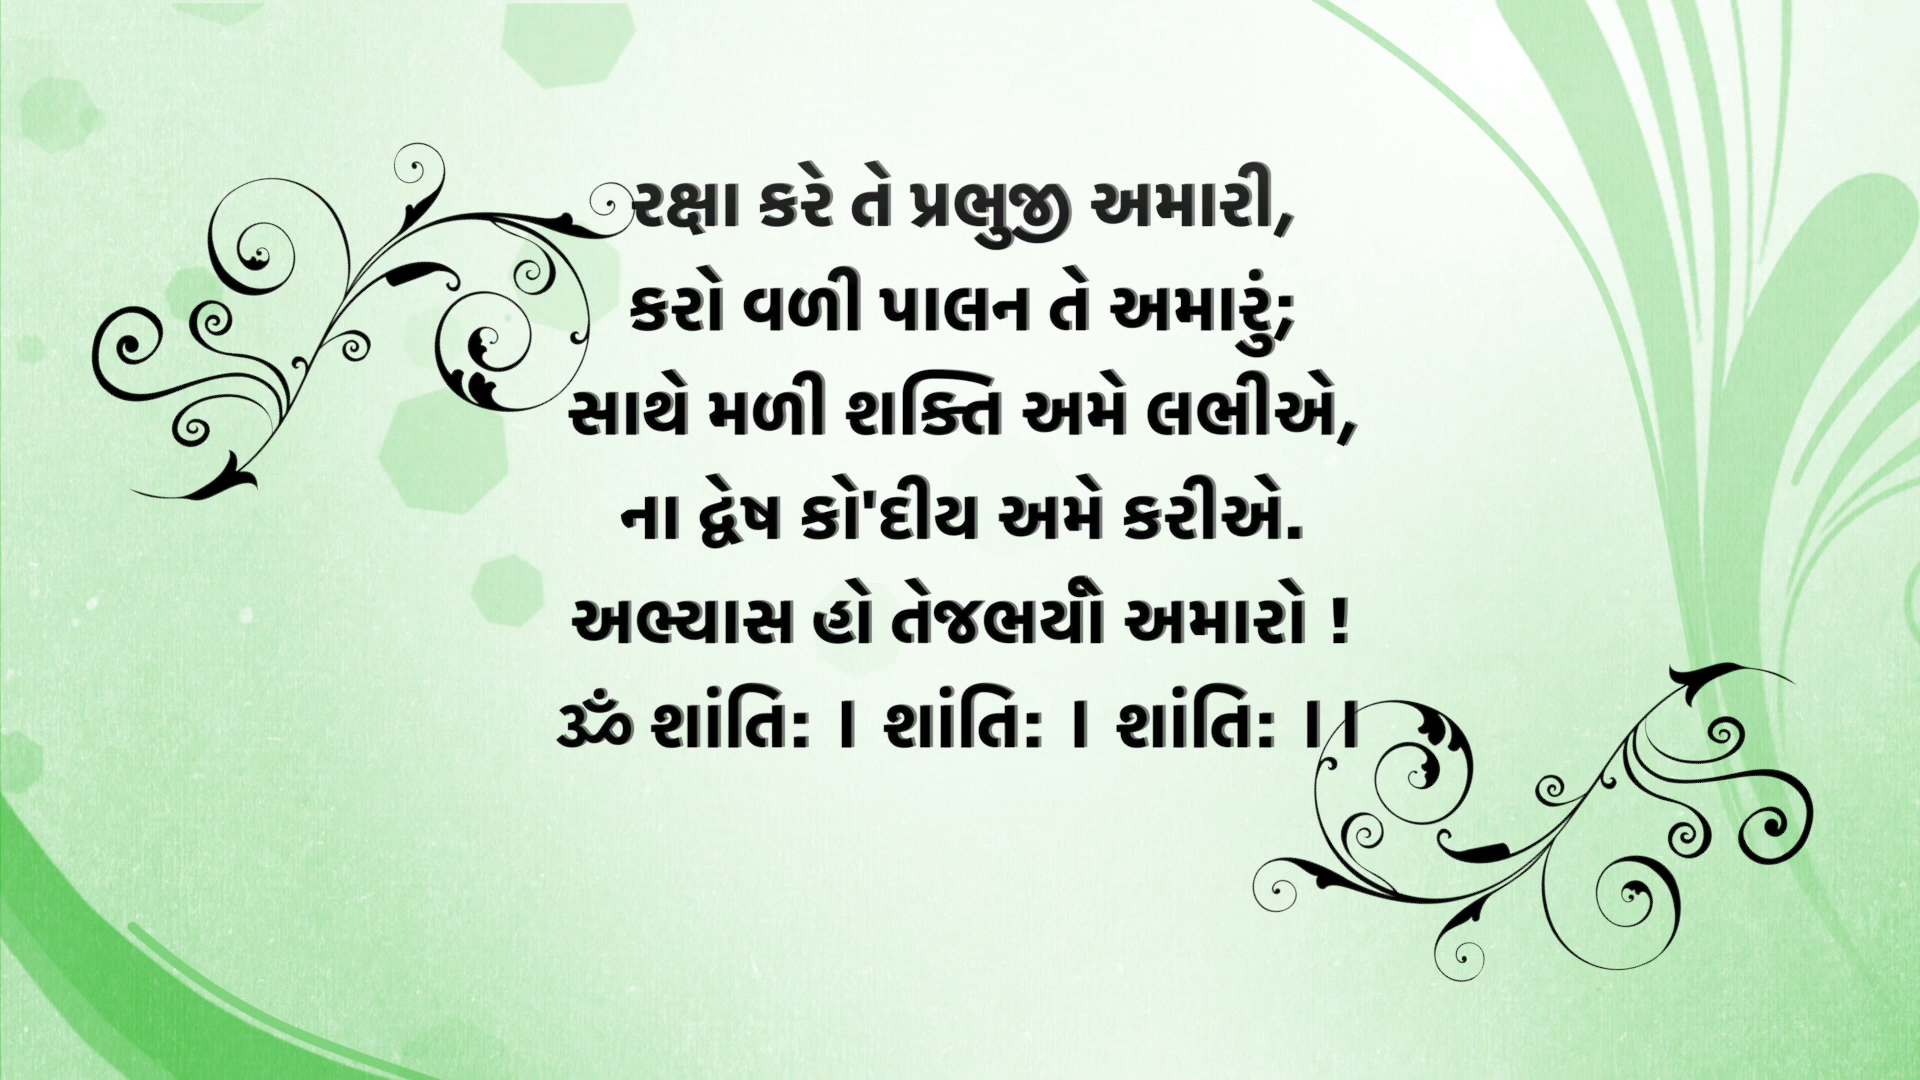 રક્ષા કરે તે પ્રભુજી અમારી,
કરો વળી પાલન તે અમારું;
સાથે મળી શક્તિ અમે લભીએ,
ના દ્વેષ કો'દીય અમે કરીએ.
અભ્યાસ હો તેજભર્યો અમારો !
ૐ શાંતિઃ । શાંતિઃ । શાંતિઃ ।।